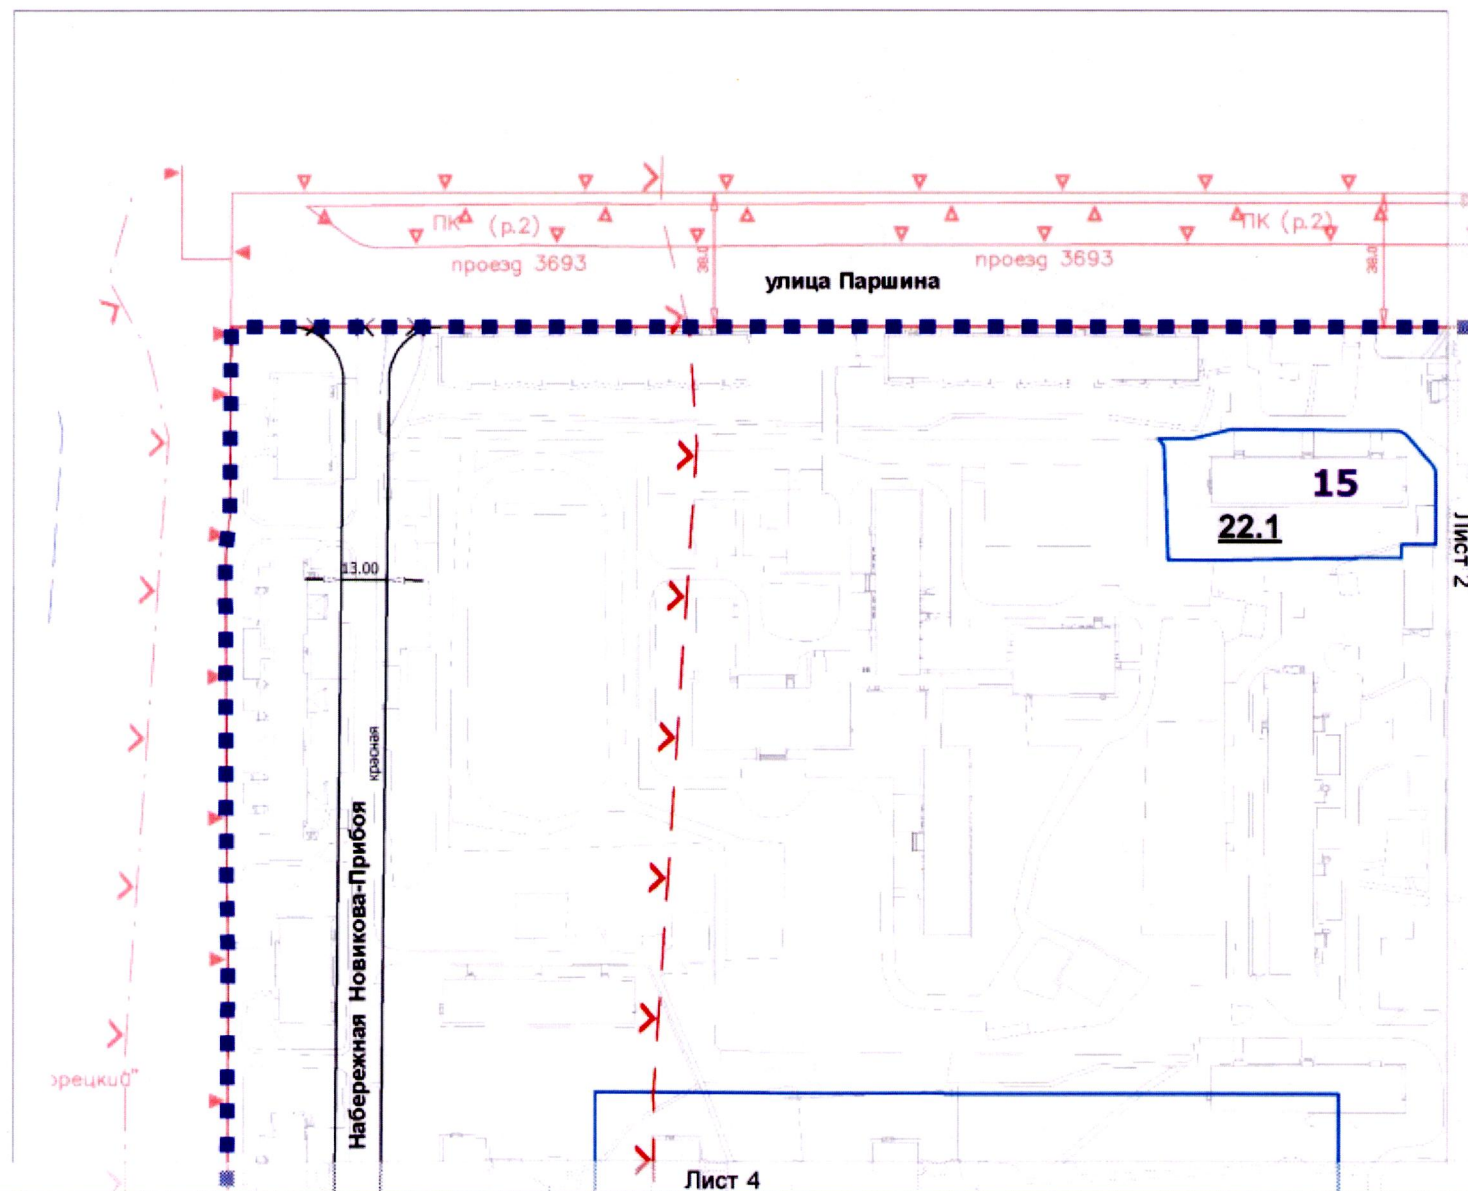 ПК (р.2)
ПК (р.2)
проезд 3693
проезд 3693
38.0
38.0
улица Паршина
15
22.1
Лист 2
13.00
красная
Набережная Новикова-Прибоя
орецкий"
Лист 4